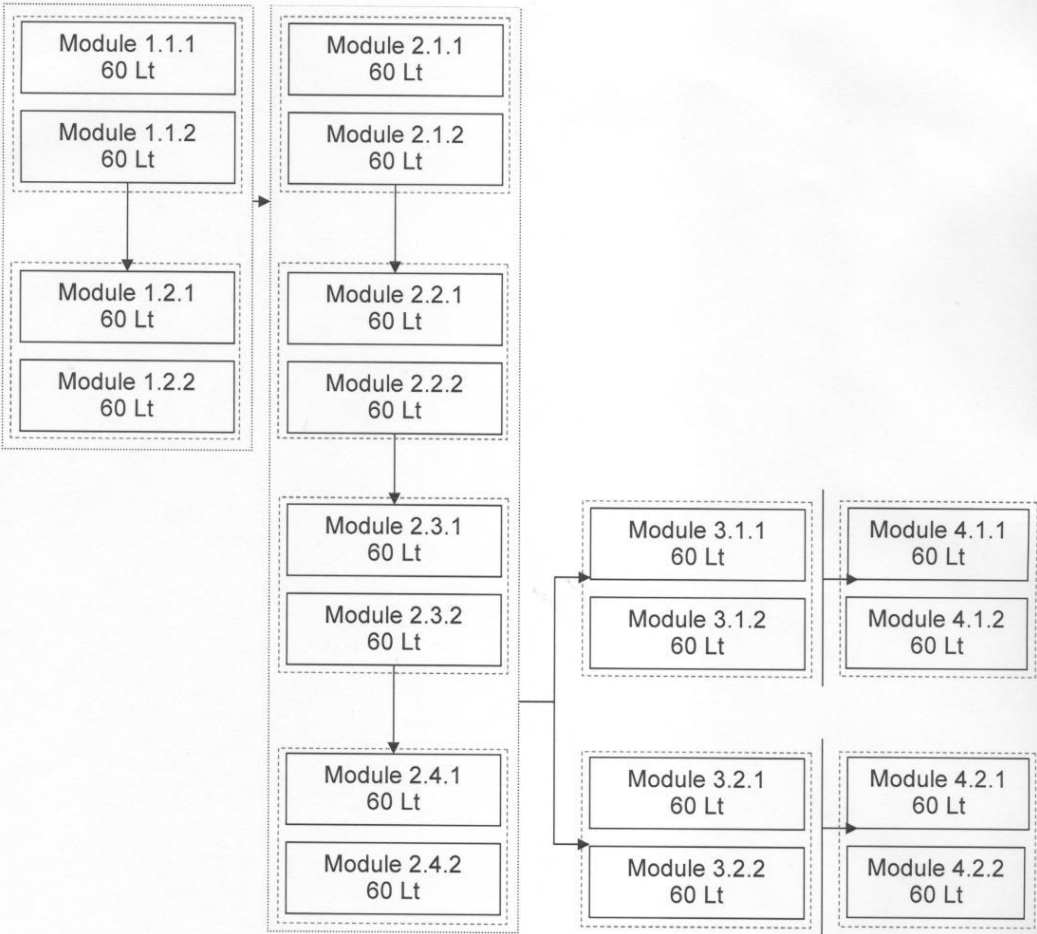 Module 1.1.1
60 Lt
Module 1.1.2
60 Lt
Module 1.2.1
60 Lt
Module 1.2.2
60 Lt
Module 2.1.1
60 Lt
Module 2.1.2
60 Lt
Module 2.2.1
60 Lt
Module 2.2.2
60 Lt
Module 2.3.1
60 Lt
Module 2.3.2
60 Lt
Module 2.4.1
60 Lt
Module 2.4.2
60 Lt
Module 3.1.1
60 Lt
Module 3.1.2
60 Lt
Module 3.2.1
60 Lt
Module 3.2.2
60 Lt
Module 4.1.1
60 Lt
Module 4.1.2
60 Lt
Module 4.2.1
60 Lt
Module 4.2.2
60 Lt